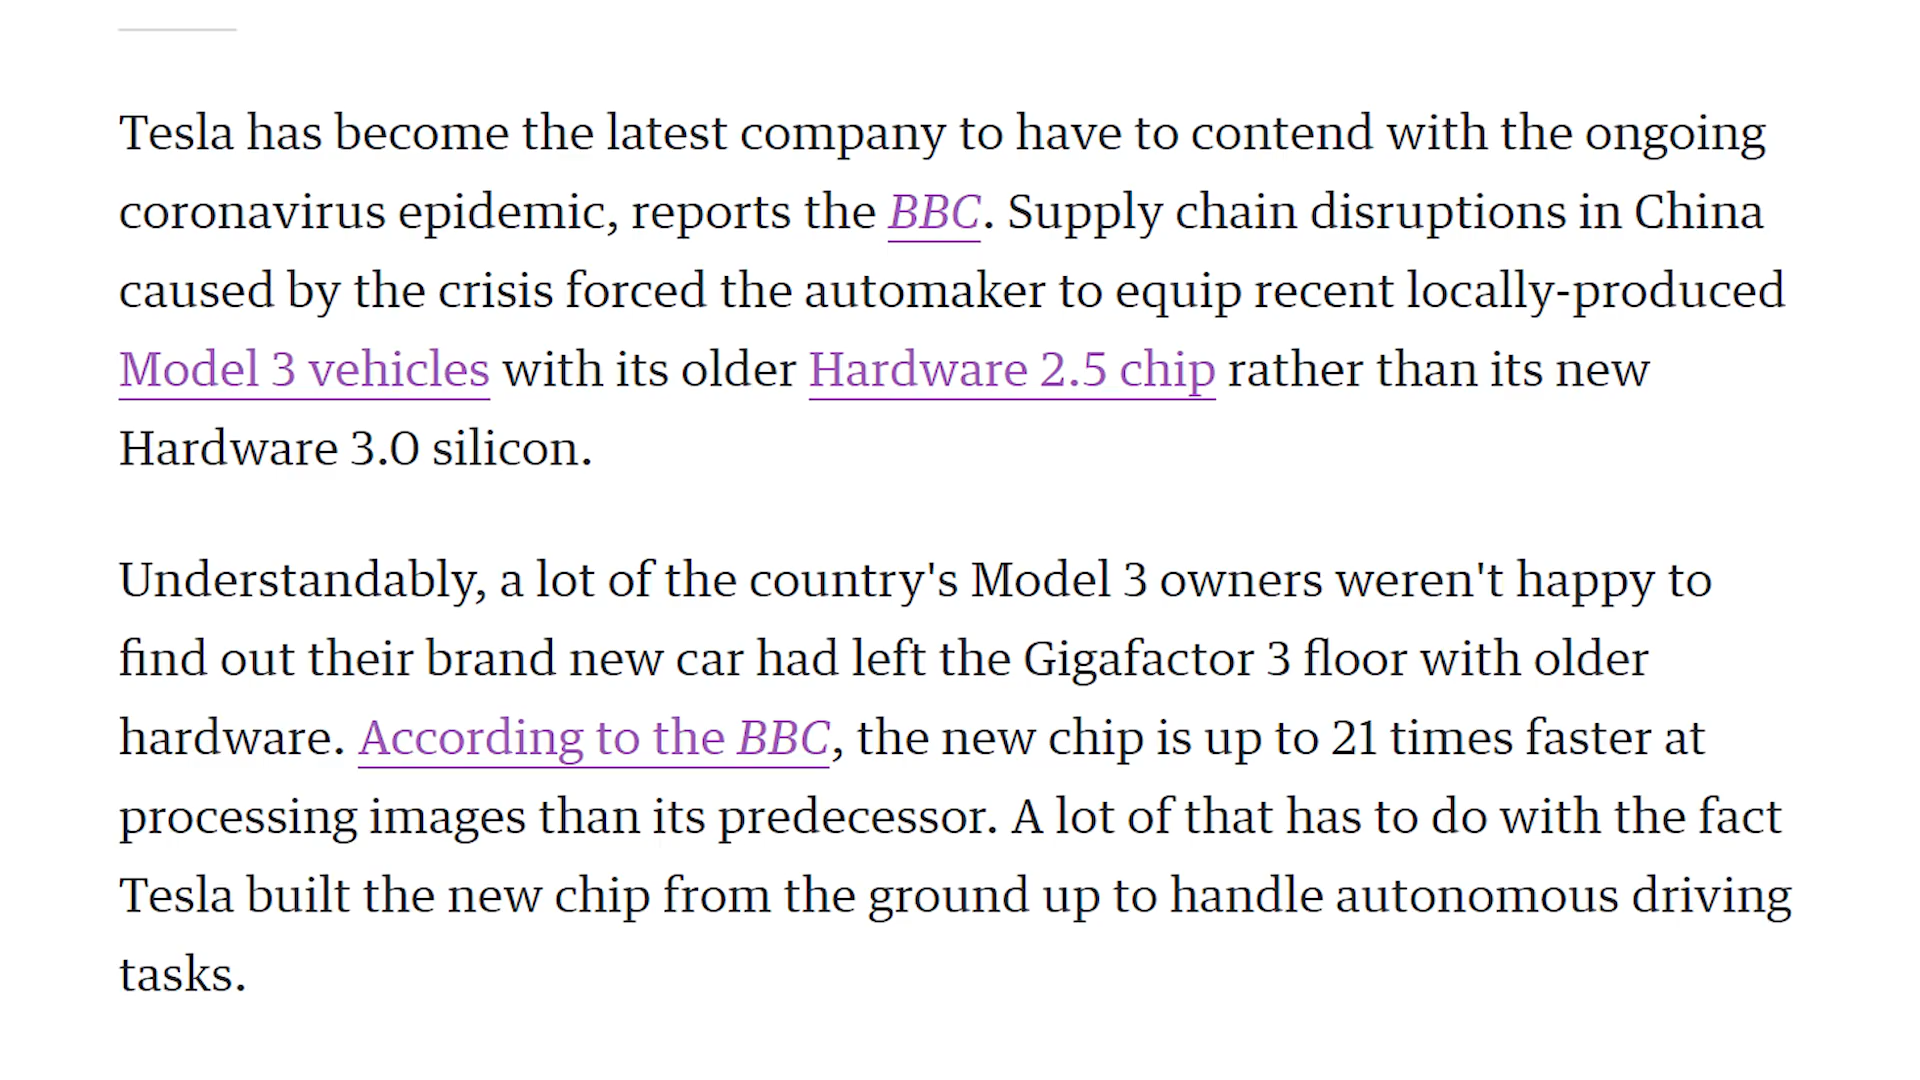 Tesla has become the latest company to have to contend with the ongoing
coronavirus epidemic, reports the BBC. Supply chain disruptions in China
caused by the crisis forced the automaker to equip recent locally-produced
Model 3 vehicles with its older Hardware 2.5 chip rather than its new
Hardware 3.0 silicon.
Understandably, a lot of the country's Model 3 owners weren't happy to
find out their brand new car had left the Gigafactor 3 floor with older
hardware. According to the BBC, the new chip is up to 21 times faster at
processing images than its predecessor. A lot of that has to do with the fact
Tesla built the new chip from the ground up to handle autonomous driving
tasks.